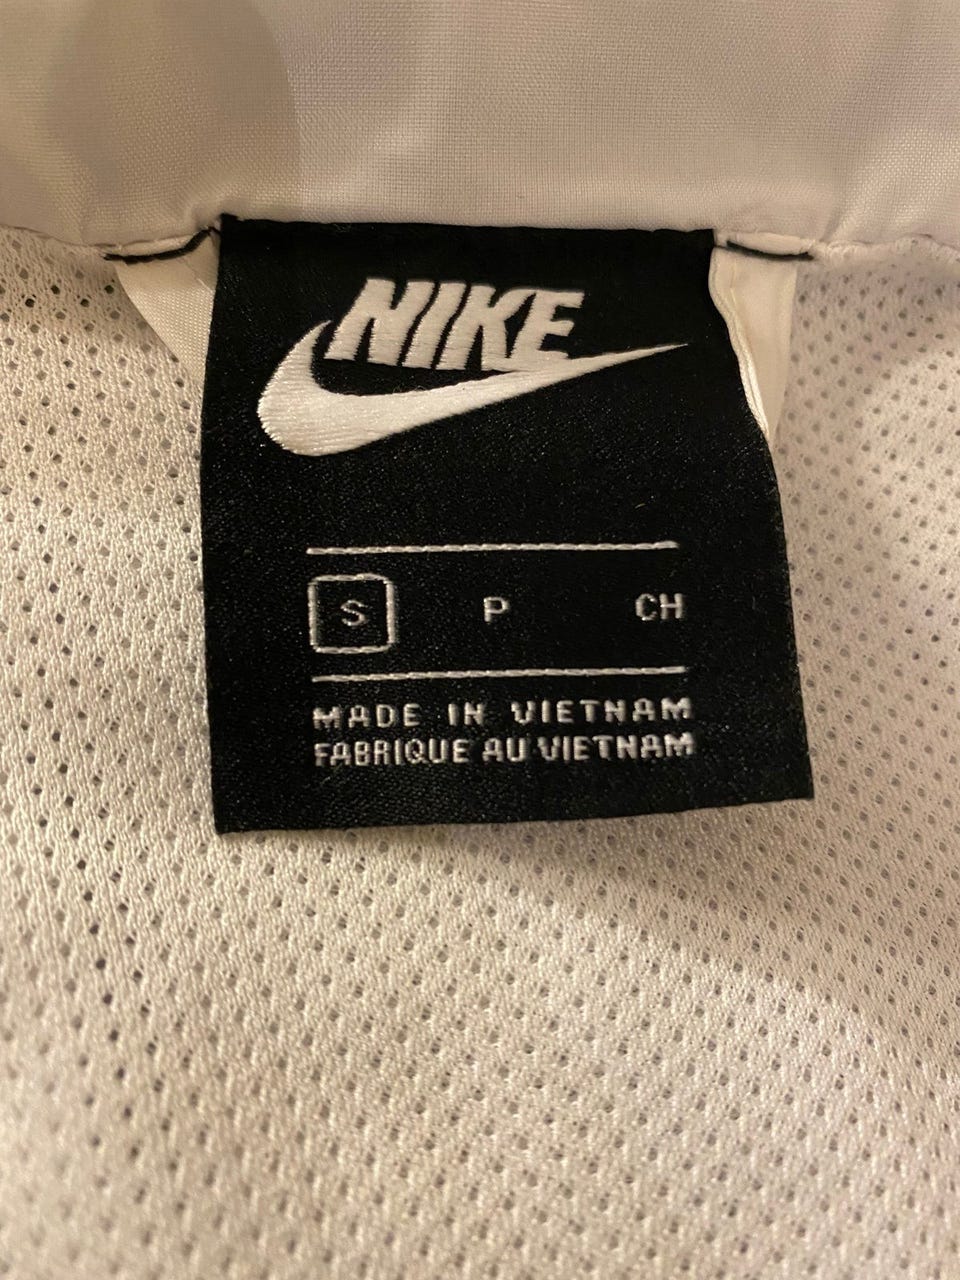 NIKE
S P CH
MADE IN VIETNAM
FABRIQUE AU VIETNAM